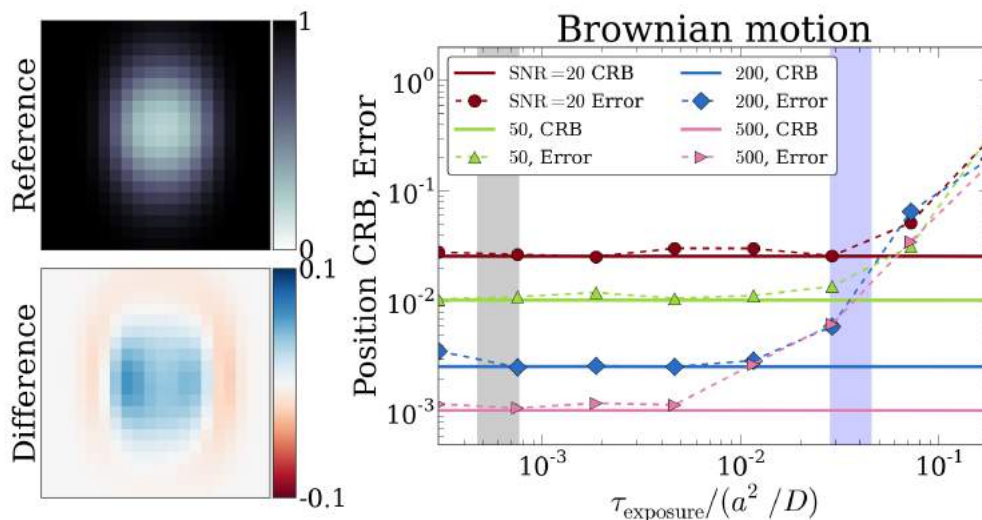 Brownian motion
Reference
1
0
Difference
0.1
-0.1
Position CRB, Error
10^0
10^-1
10^-2
10^-3
SNR=20 CRB
SNR=20 Error
50, CRB
50, Error
200, CRB
200, Error
500, CRB
500, Error
10^-3
10^-2
10^-1
τ_exposure/(a^2 /D)